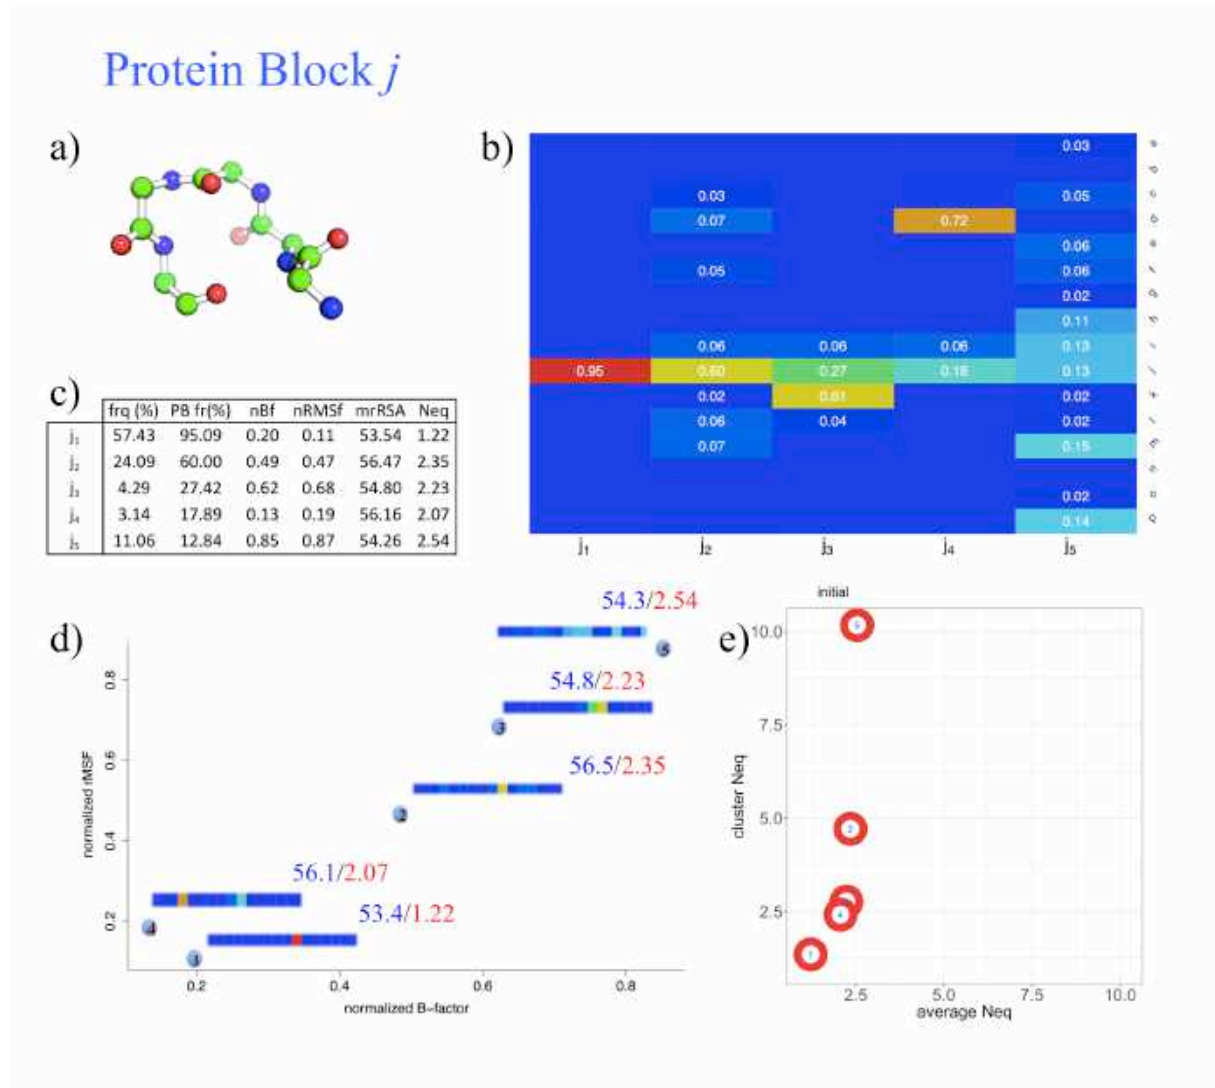 Protein Block j
a)
b)
0.03
0.03
0.05
0.07
0.72
0.06
0.05
0.06
0.02
0.11
0.06
0.06
0.06
0.13
0.95
0.60
0.27
0.18
0.13
0.02
0.61
0.02
0.06
0.04
0.02
0.07
0.15
0.02
0.14
j1
j2
j3
j4
j5
c)
frq (%) PB fr(%) nBf nRMSf mrRSA Neq
j1 57.43 95.09 0.20 0.11 53.54 1.22
j2 24.09 60.00 0.49 0.47 56.47 2.35
j3 4.29 27.42 0.62 0.68 54.80 2.23
j4 3.14 17.89 0.13 0.19 56.16 2.07
j5 11.06 12.84 0.85 0.87 54.26 2.54
d)
54.3/2.54
5
54.8/2.23
3
56.5/2.35
2
56.1/2.07
4
53.4/1.22
1
0.8
0.6
0.4
0.2
normalized rMSF
0.2 0.4 0.6 0.8
normalized B-factor
e)
initial
10.0
7.5
5.0
2.5
cluster Neq
5
2
4
1
2.5 5.0 7.5 10.0
average Neq